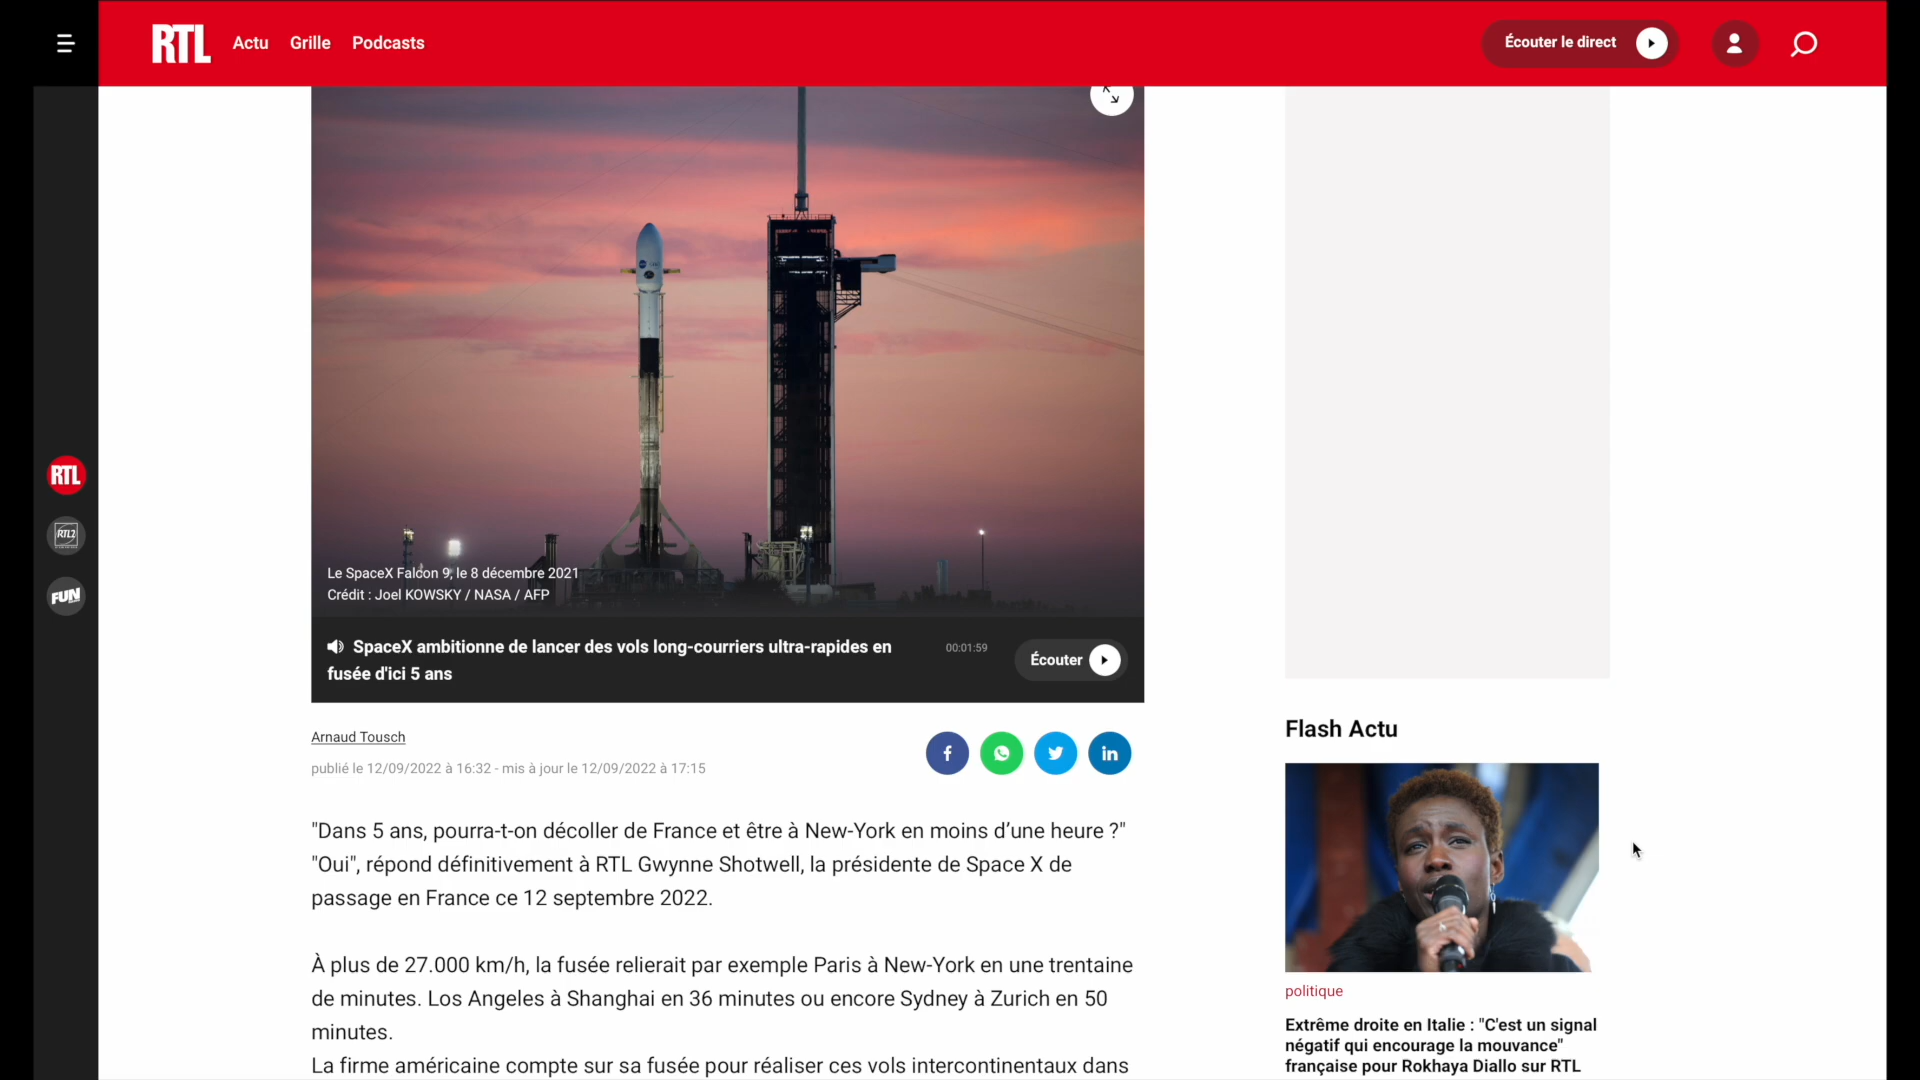 RTL Actu Grille Podcasts Écouter le direct
RTL
RTL2
FUN
Le SpaceX Falcon 9, le 8 décembre 2021
Crédit : Joel KOWSKY / NASA / AFP
SpaceX ambitionne de lancer des vols long-courriers ultra-rapides en
fusée d'ici 5 ans
00:01:59
Écouter
Arnaud Tousch
publié le 12/09/2022 à 16:32 - mis à jour le 12/09/2022 à 17:15
"Dans 5 ans, pourra-t-on décoller de France et être à New-York en moins d’une heure ?"
"Oui", répond définitivement à RTL Gwynne Shotwell, la présidente de Space X de
passage en France ce 12 septembre 2022.
À plus de 27.000 km/h, la fusée relierait par exemple Paris à New-York en une trentaine
de minutes. Los Angeles à Shanghai en 36 minutes ou encore Sydney à Zurich en 50
minutes.
La firme américaine compte sur sa fusée pour réaliser ces vols intercontinentaux dans
Flash Actu
politique
Extrême droite en Italie : "C'est un signal
négatif qui encourage la mouvance"
française pour Rokhaya Diallo sur RTL